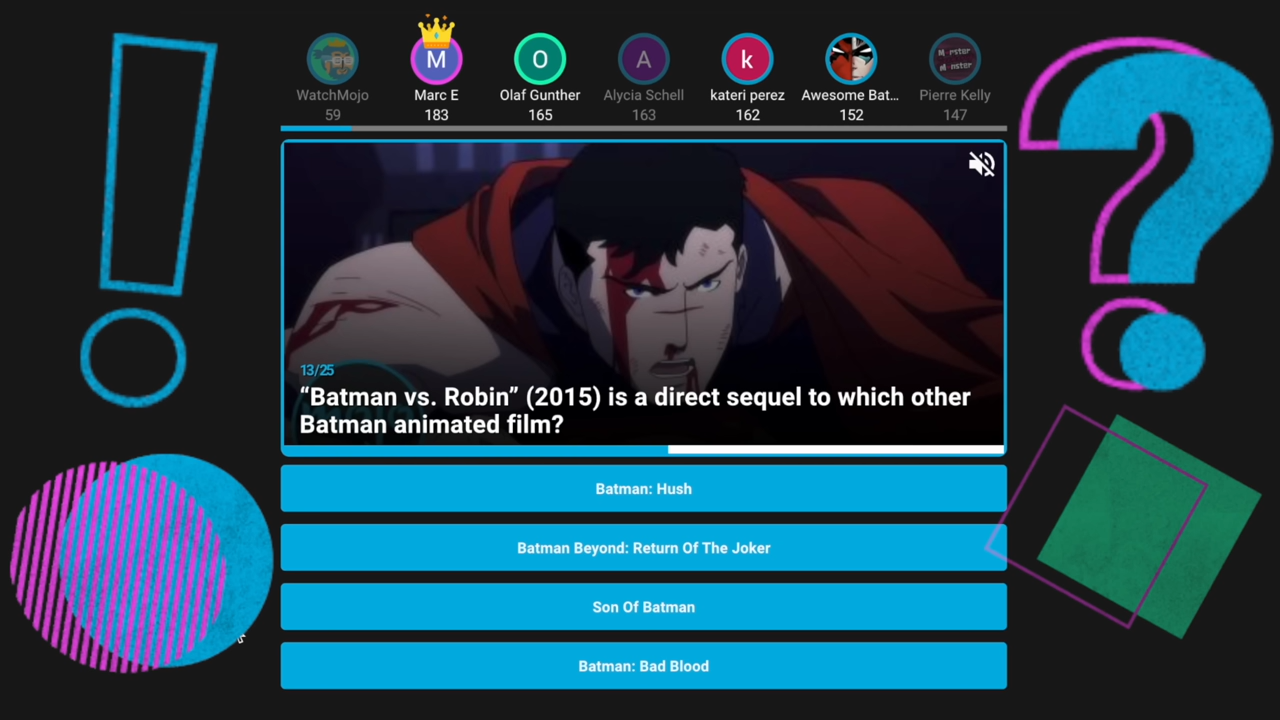 WatchMojo
59
M
Marc E
183
O
Olaf Gunther
165
A
Alycia Schell
163
k
kateri perez
162
Awesome Bat...
152
Pierre Kelly
147
13/25
“Batman vs. Robin” (2015) is a direct sequel to which other
Batman animated film?
Batman: Hush
Batman Beyond: Return Of The Joker
Son Of Batman
Batman: Bad Blood